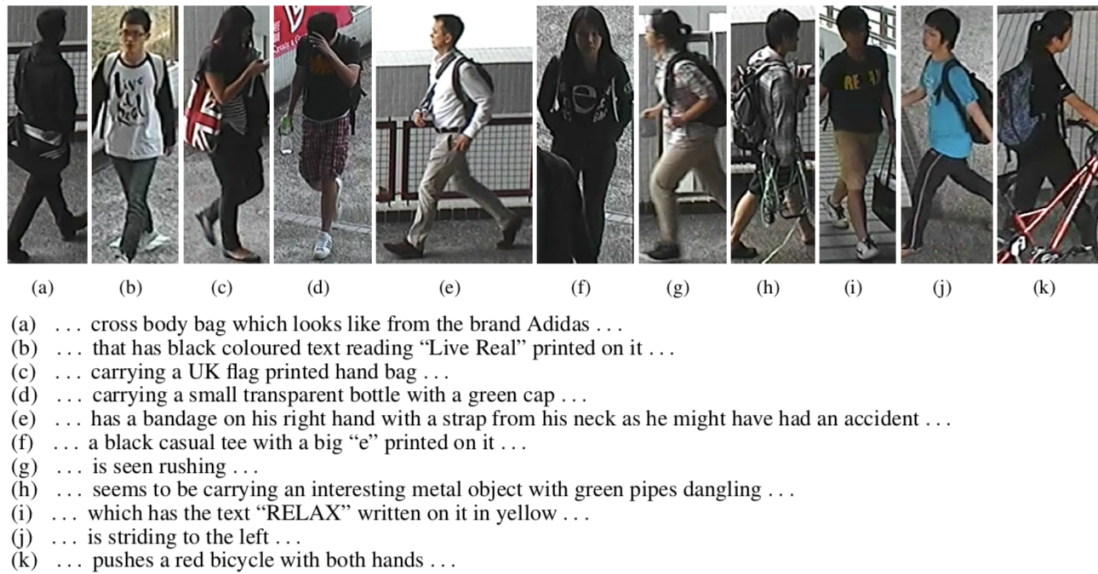 (a) (b) (c) (d) (e) (f) (g) (h) (i) (j) (k)
(a) ... cross body bag which looks like from the brand Adidas ...
(b) ... that has black coloured text reading “Live Real” printed on it ...
(c) ... carrying a UK flag printed hand bag ...
(d) ... carrying a small transparent bottle with a green cap ...
(e) ... has a bandage on his right hand with a strap from his neck as he might have had an accident ...
(f) ... a black casual tee with a big “e” printed on it ...
(g) ... is seen rushing ...
(h) ... seems to be carrying an interesting metal object with green pipes dangling ...
(i) ... which has the text “RELAX” written on it in yellow ...
(j) ... is striding to the left ...
(k) ... pushes a red bicycle with both hands ...